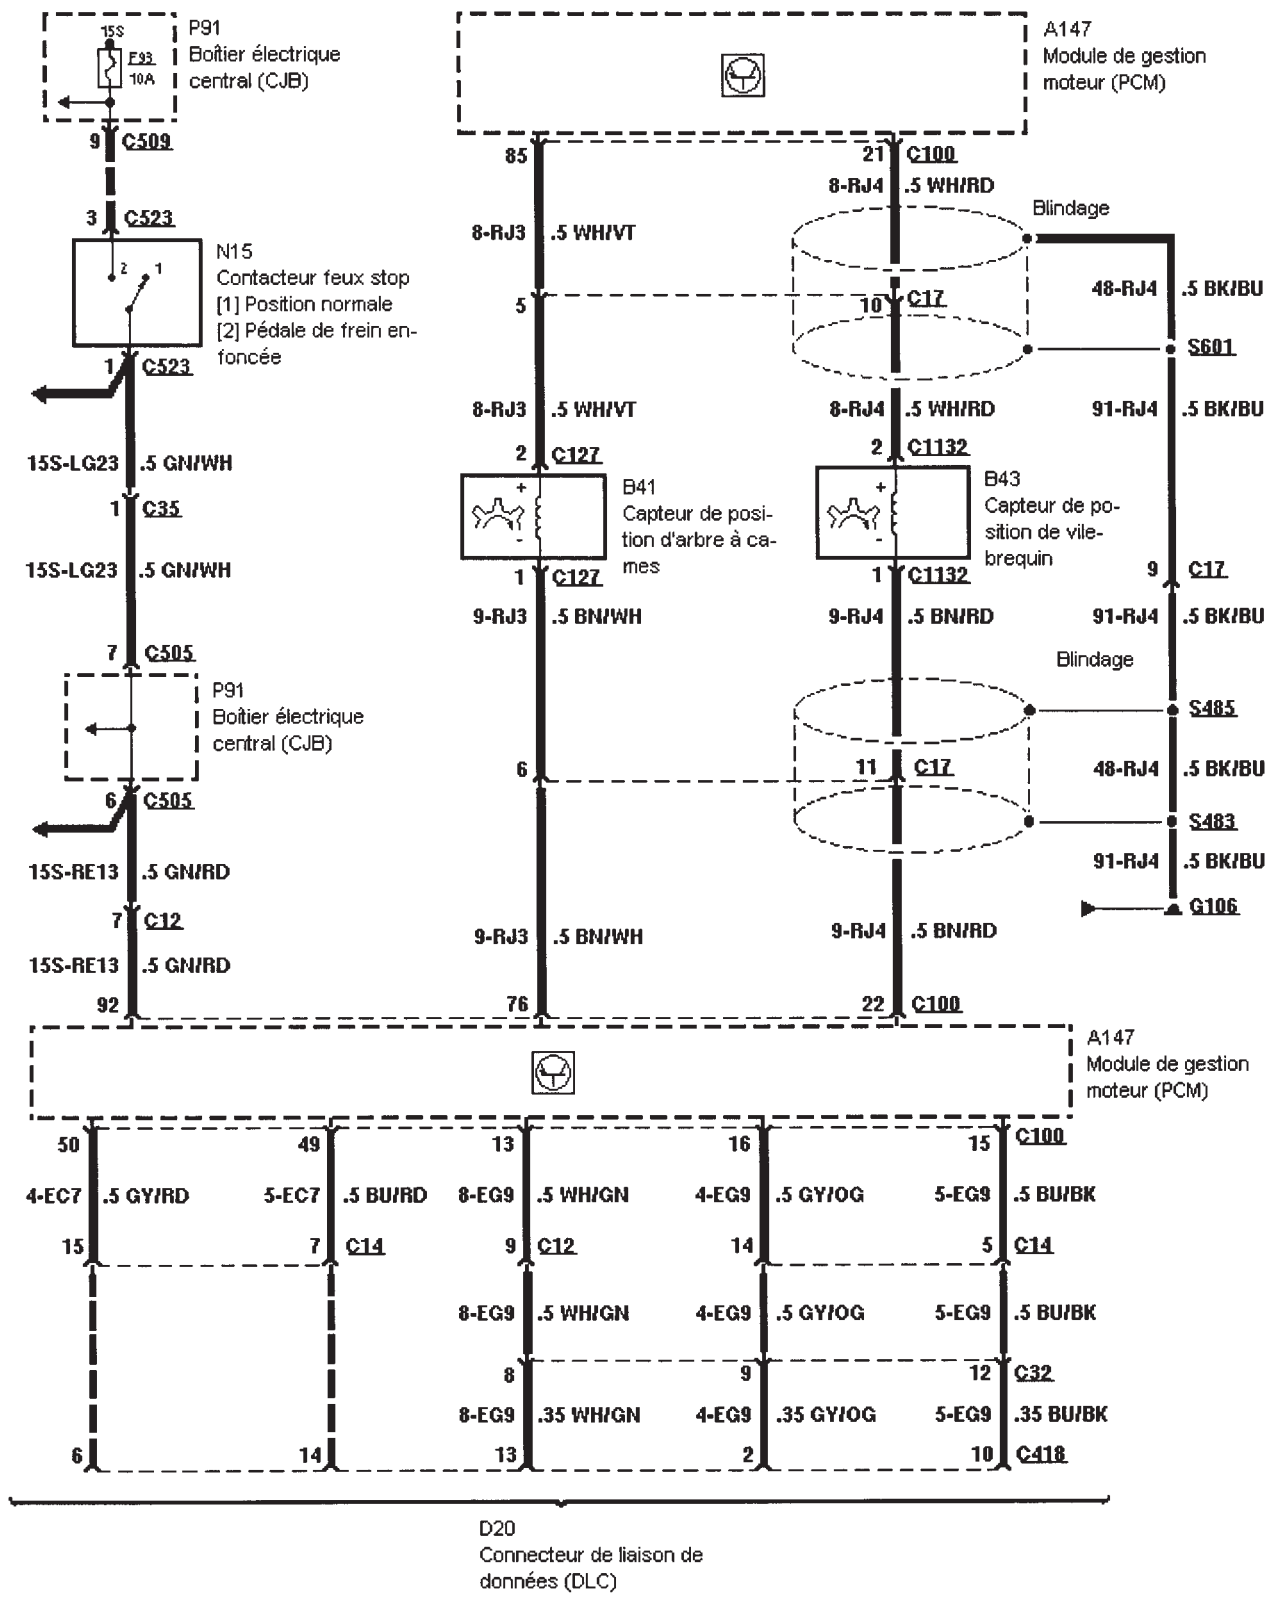 15S
F93
10A
P91
Boîtier électrique
central (CJB)
A147
Module de gestion
moteur (PCM)
9 C509
85
21 C100
8-RJ4 .5 WH/RD
3 C523
Blindage
8-RJ3 .5 WH/VT
N15
Contacteur feux stop
[1] Position normale
[2] Pédale de frein en-
foncée
2 1
48-RJ4 .5 BK/BU
5
10 C17
1 C523
S601
8-RJ3 .5 WH/VT
8-RJ4 .5 WH/RD
91-RJ4 .5 BK/BU
15S-LG23 .5 GN/WH
2 C127
2 C1132
+
-
B41
Capteur de posi-
tion d'arbre à ca-
mes
+
-
B43
Capteur de po-
sition de vile-
brequin
1 C35
15S-LG23 .5 GN/WH
1 C127
1 C1132
9 C17
9-RJ3 .5 BN/WH
9-RJ4 .5 BN/RD
91-RJ4 .5 BK/BU
7 C505
Blindage
P91
Boîtier électrique
central (CJB)
S485
6
11 C17
48-RJ4 .5 BK/BU
6 C505
S483
15S-RE13 .5 GN/RD
91-RJ4 .5 BK/BU
7 C12
G106
9-RJ3 .5 BN/WH
9-RJ4 .5 BN/RD
15S-RE13 .5 GN/RD
92
76
22 C100
A147
Module de gestion
moteur (PCM)
50
49
13
16
15 C100
4-EC7 .5 GY/RD
5-EC7 .5 BU/RD
8-EG9 .5 WH/GN
4-EG9 .5 GY/OG
5-EG9 .5 BU/BK
15
7 C14
9 C12
14
5 C14
8-EG9 .5 WH/GN
4-EG9 .5 GY/OG
5-EG9 .5 BU/BK
8
9
12 C32
8-EG9 .35 WH/GN
4-EG9 .35 GY/OG
5-EG9 .35 BU/BK
6
14
13
2
10 C418
D20
Connecteur de liaison de
données (DLC)